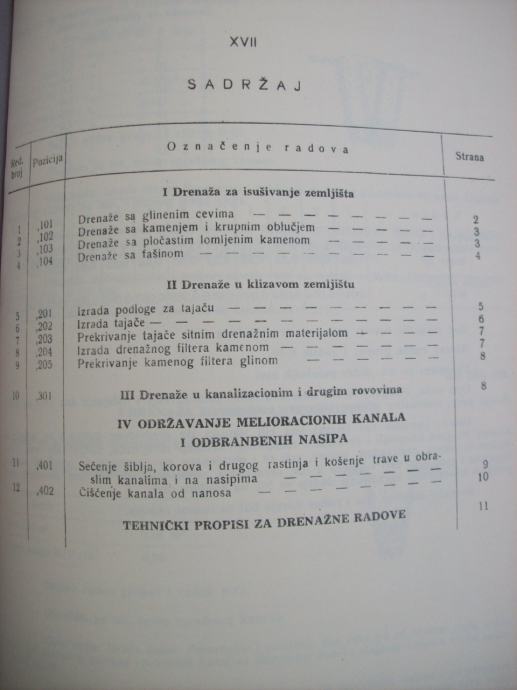 XVII
SADRŽAJ
Red. broj Pozicija Označenje radova Strana
I Drenaža za isušivanje zemljišta
1 .101 Drenaže sa glinenim cevima — — — — — — — 2
2 .102 Drenaže sa kamenjem i krupnim oblučjem — — — — 3
3 .103 Drenaže sa pločastim lomljenim kamenom — — — — 3
4 .104 Drenaže sa fašinom — — — — — — — — 4
II Drenaže u klizavom zemljištu
5 .201 Izrada podloge za tajaču — — — — — — — 5
6 .202 Izrada tajače — — — — — — — — — 6
7 .203 Prekrivanje tajače sitnim drenažnim materijalom — — — 7
8 .204 Izrada drenažnog filtera kamenom — — — — — 7
9 .205 Prekrivanje kamenog filtera glinom — — — — — 8
10 .301 III Drenaže u kanalizacionim i drugim rovovima 8
IV ODRŽAVANJE MELIORACIONIH KANALA
I ODBRANBENIH NASIPA
11 .401 Sečenje šiblja, korova i drugog rastinja i košenje trave u obra-
slim kanalima i na nasipima — — — — — — 9
12 .402 Čišćenje kanala od nanosa — — — — — — — 10
TEHNIČKI PROPISI ZA DRENAŽNE RADOVE 11